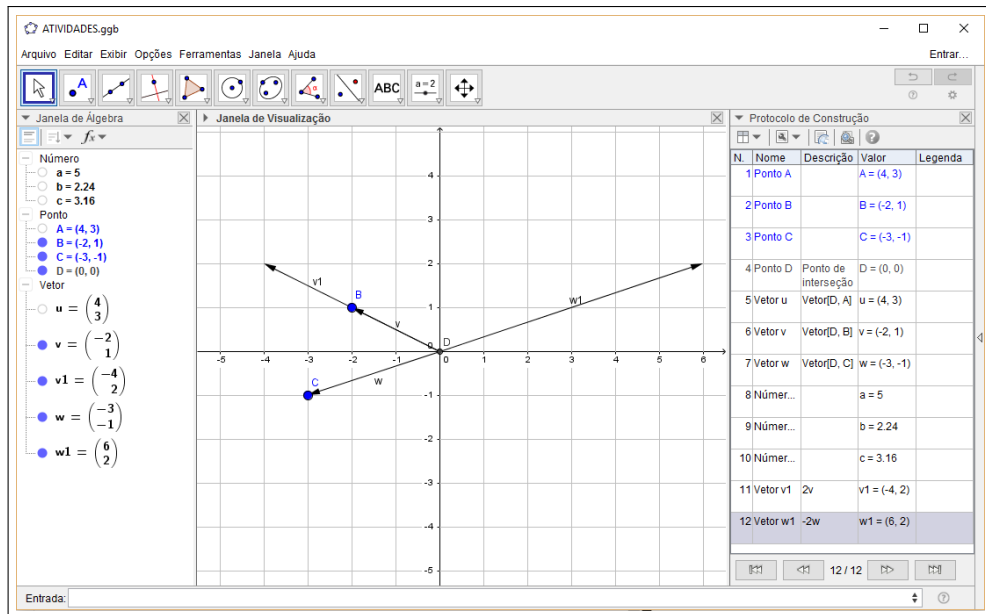 ATIVIDADES.ggb
Arquivo Editar Exibir Opções Ferramentas Janela Ajuda Entrar...
A α ABC a = 2
Janela de Álgebra
Número
a = 5
b = 2.24
c = 3.16
Ponto
A = (4, 3)
B = (-2, 1)
C = (-3, -1)
D = (0, 0)
Vetor
u = (4
3)
v = (-2
1)
v1 = (-4
2)
w = (-3
-1)
w1 = (6
2)
Janela de Visualização
4
3
2
v1
w1
B
1
v
D
0
-5 -4 -3 -2 -1 0 1 2 3 4 5 6
C
w
-1
-2
-3
-4
-5
Protocolo de Construção
N. Nome Descrição Valor Legenda
1 Ponto A A = (4, 3)
2 Ponto B B = (-2, 1)
3 Ponto C C = (-3, -1)
4 Ponto D Ponto de D = (0, 0)
interseção
5 Vetor u Vetor[D, A] u = (4, 3)
6 Vetor v Vetor[D, B] v = (-2, 1)
7 Vetor w Vetor[D, C] w = (-3, -1)
8 Númer... a = 5
9 Númer... b = 2.24
10 Númer... c = 3.16
11 Vetor v1 2v v1 = (-4, 2)
12 Vetor w1 -2w w1 = (6, 2)
12 / 12
Entrada: